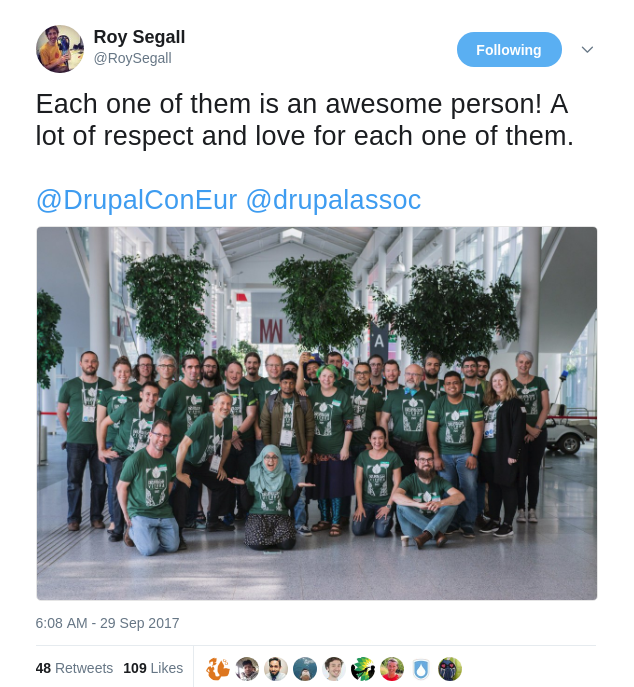 Roy Segall
@RoySegall
Following
Each one of them is an awesome person! A
lot of respect and love for each one of them.
@DrupalConEur @drupalassoc
A
6:08 AM - 29 Sep 2017
48 Retweets 109 Likes